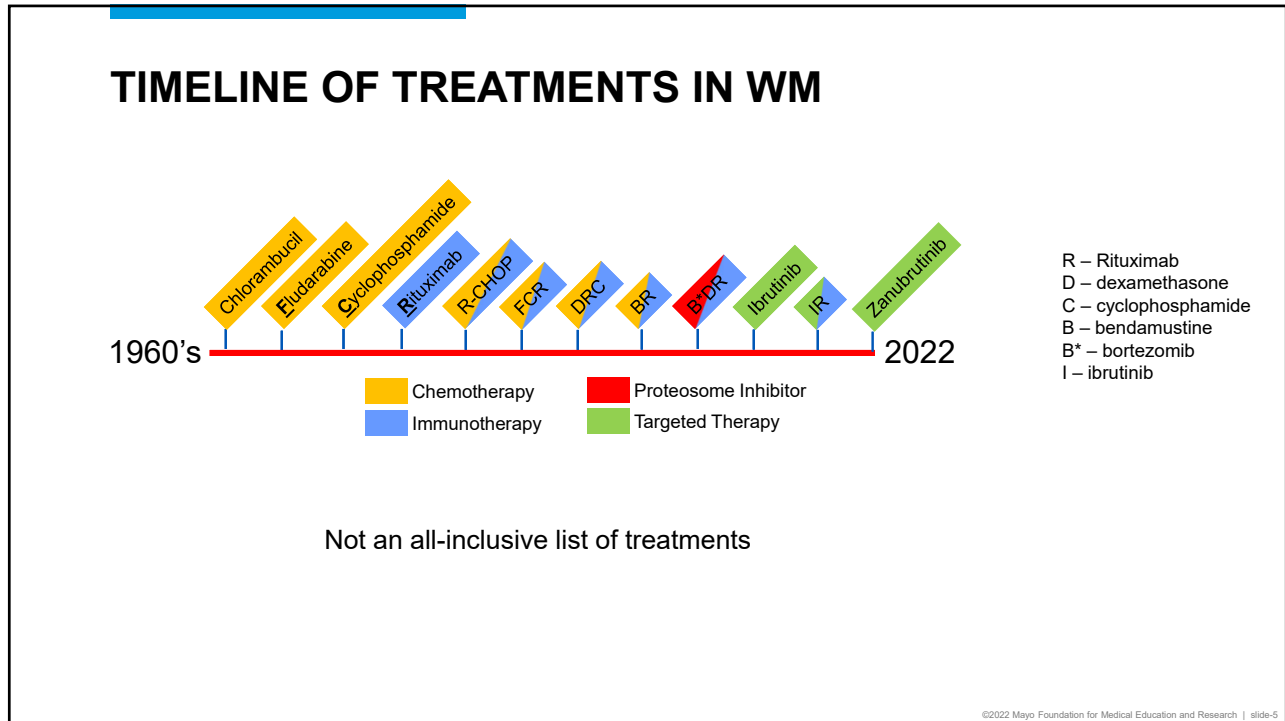 TIMELINE OF TREATMENTS IN WM
Chlorambucil
Fludarabine
Cyclophosphamide
Rituximab
R-CHOP
FCR
DRC
BR
B*DR
Ibrutinib
IR
Zanubrutinib
1960's
2022
Chemotherapy
Immunotherapy
Proteosome Inhibitor
Targeted Therapy
R – Rituximab
D – dexamethasone
C – cyclophosphamide
B – bendamustine
B* – bortezomib
I – ibrutinib
Not an all-inclusive list of treatments
©2022 Mayo Foundation for Medical Education and Research | slide-5